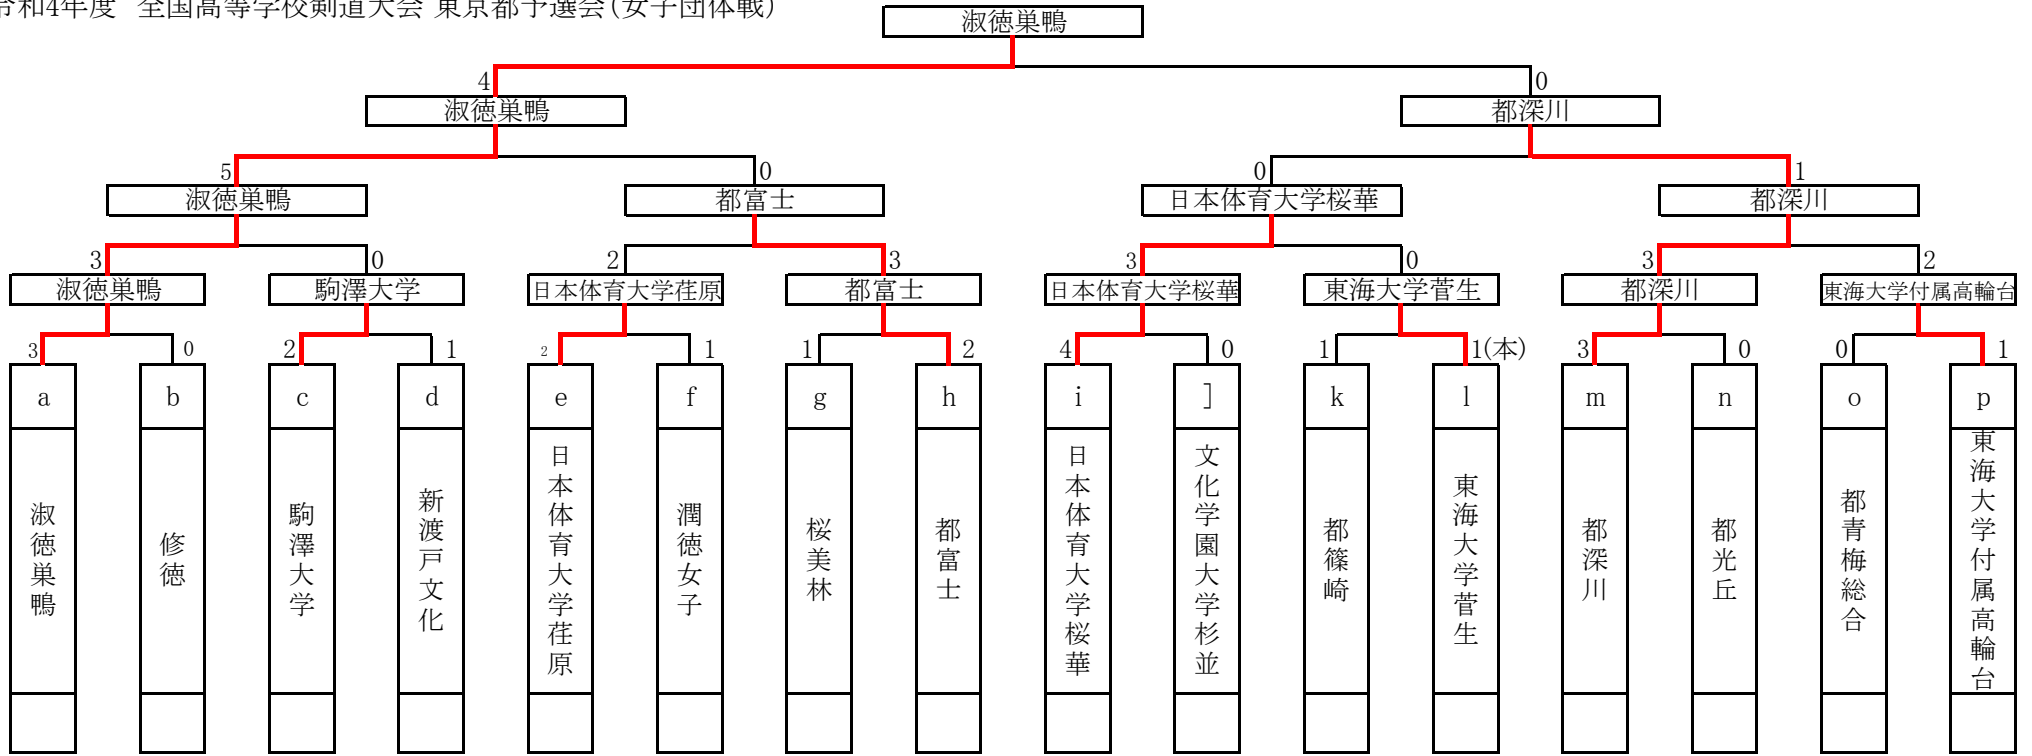 令和4年度 全国高等学校剣道大会 東京都予選会(女子団体戦)
淑徳巣鴨
4 0
淑徳巣鴨 都深川
5 0 0 1
淑徳巣鴨 都富士 日本体育大学桜華 都深川
3 0 2 3 3 0 3 2
淑徳巣鴨 駒澤大学 日本体育大学荏原 都富士 日本体育大学桜華 東海大学菅生 都深川 東海大学付属高輪台
3 0 2 1 2 1 1 2 4 0 1 1(本) 3 0 0 1
a b c d e f g h i ] k l m n o p
淑徳巣鴨
修徳
駒澤大学
新渡戸文化
日本体育大学荏原
潤徳女子
桜美林
都富士
日本体育大学桜華
文化学園大学杉並
都篠崎
東海大学菅生
都深川
都光丘
都青梅総合
東海大学付属高輪台